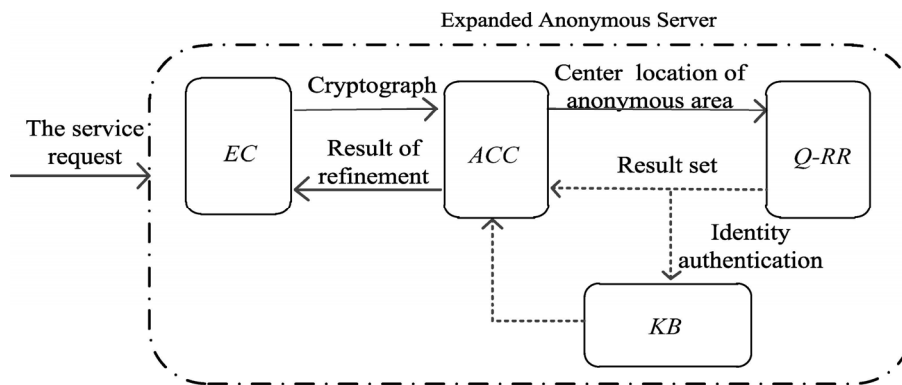 Expanded Anonymous Server
The service
request
EC
Cryptograph
Result of
refinement
ACC
Center location of
anonymous area
Result set
Q-RR
Identity
authentication
KB